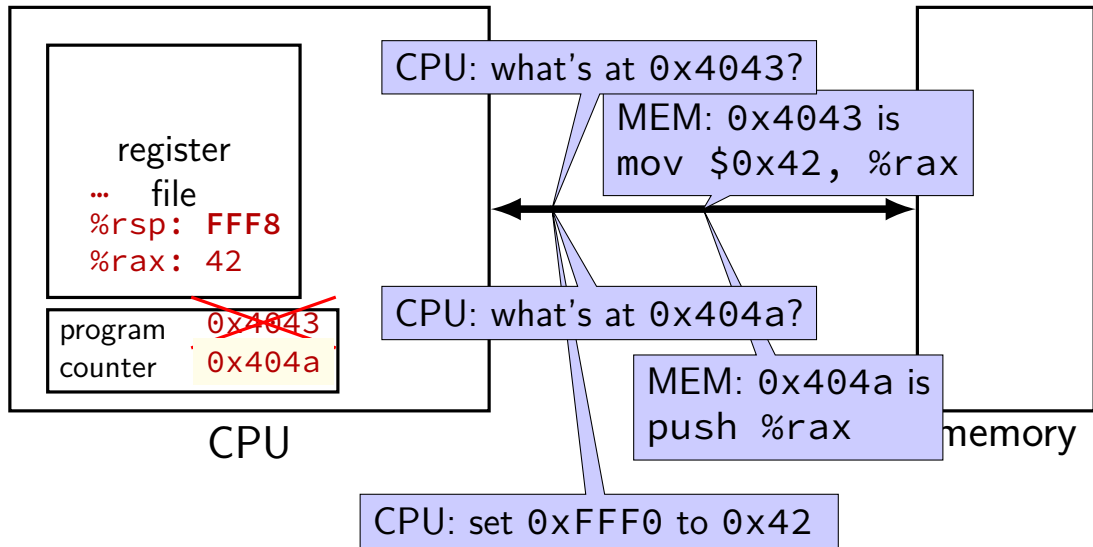 CPU: what's at 0x4043?
MEM: 0x4043 is
mov $0x42, %rax
register
file
…
%rsp: FFF8
%rax: 42
program
counter
0x4043
0x404a
CPU: what's at 0x404a?
MEM: 0x404a is
push %rax
CPU
memory
CPU: set 0xFFF0 to 0x42